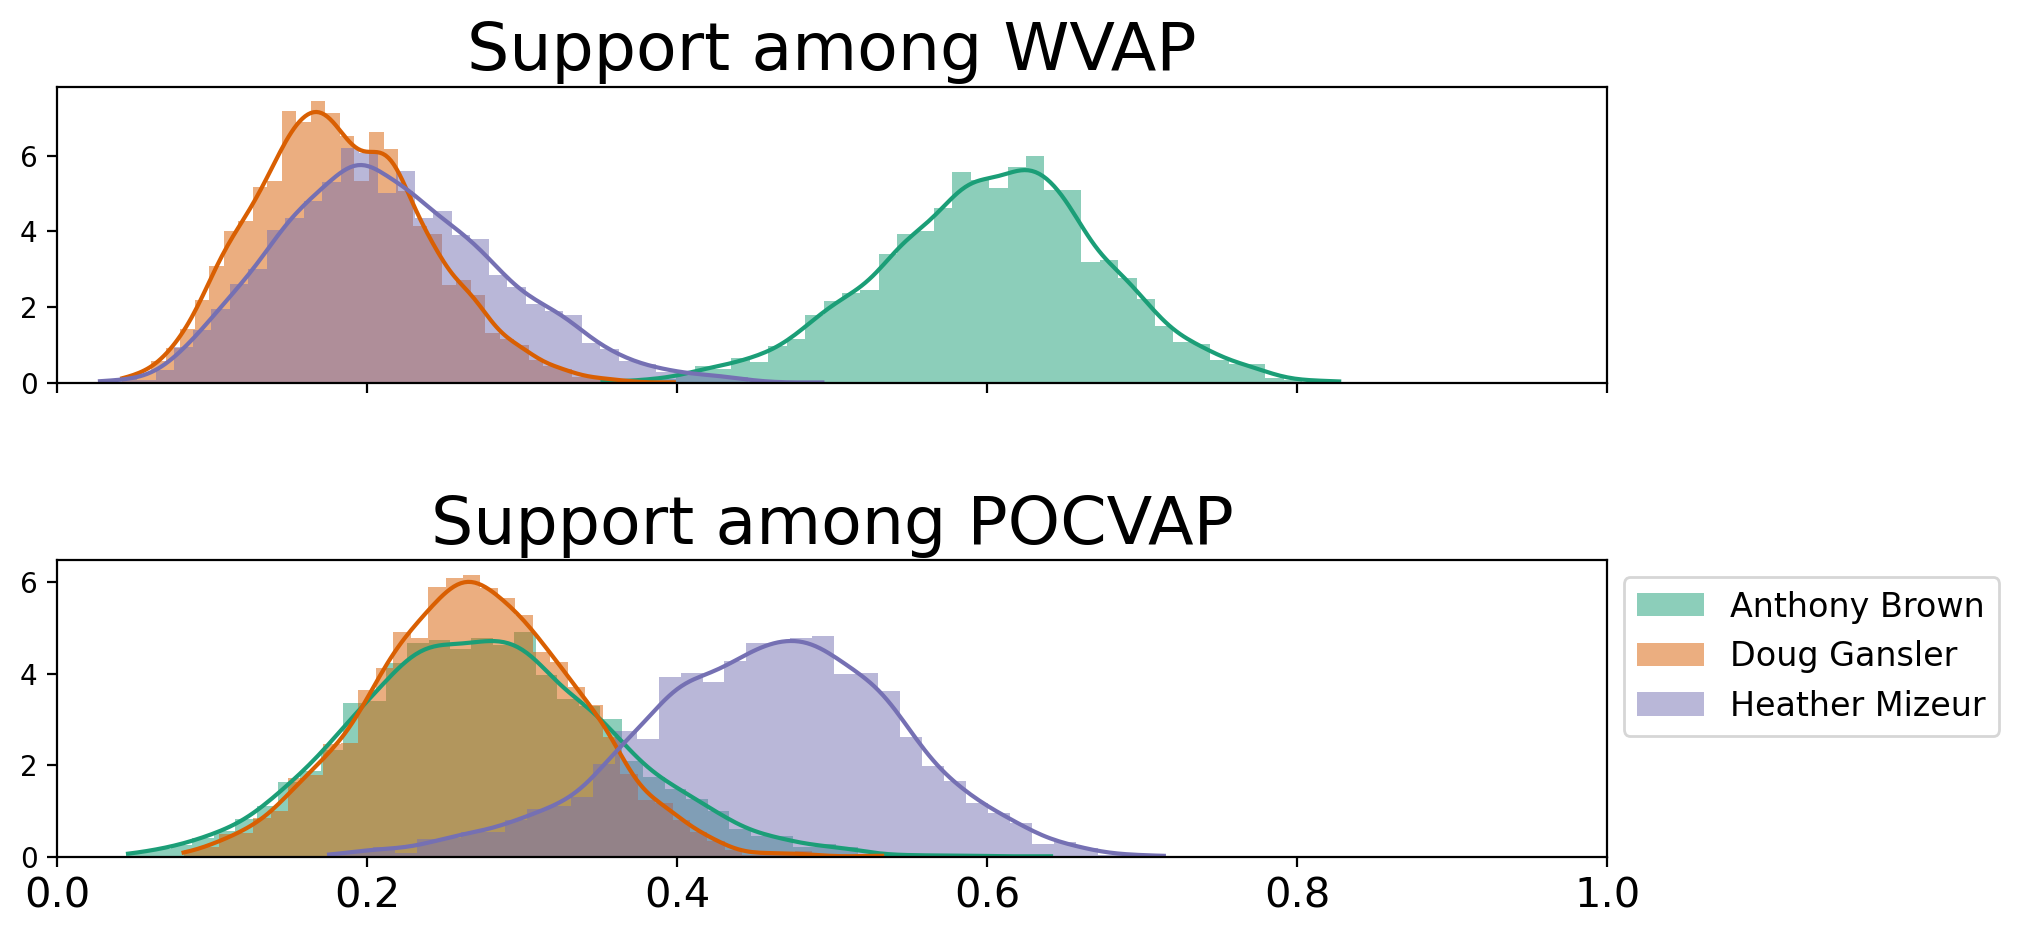 Support among WVAP
6
4
2
0
Support among POCVAP
6
4
2
0
0.0 0.2 0.4 0.6 0.8 1.0
Anthony Brown
Doug Gansler
Heather Mizeur